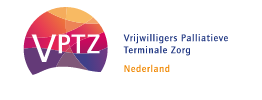 VPTZ
Vrijwilligers Palliatieve
Terminale Zorg
Nederland